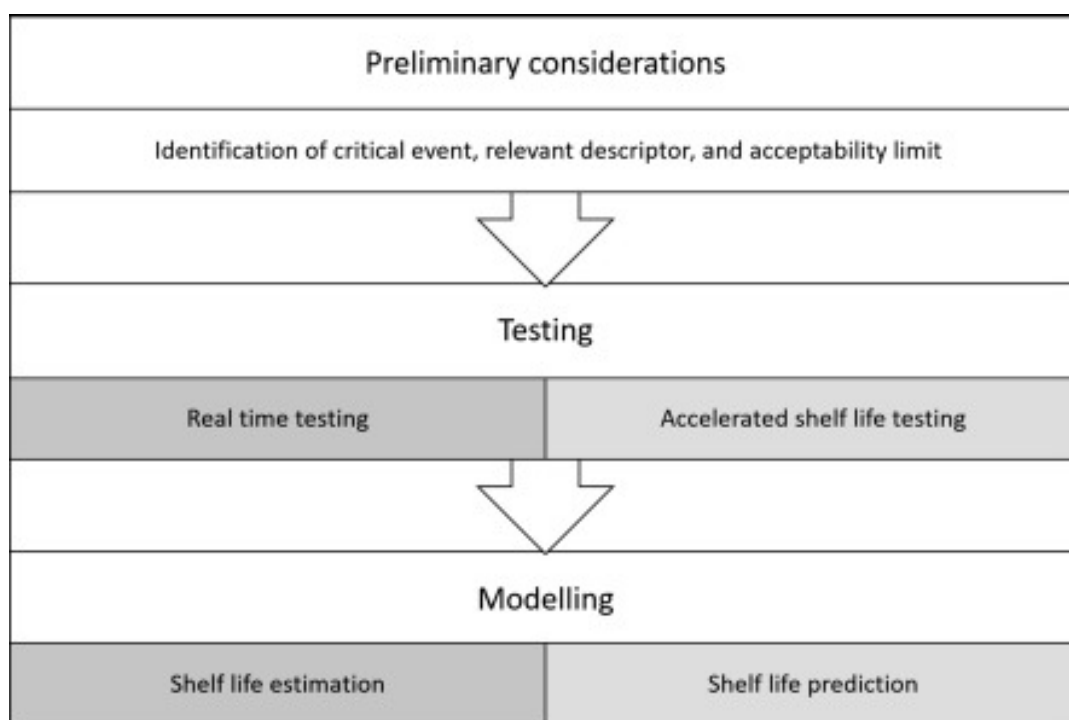 Preliminary considerations
Identification of critical event, relevant descriptor, and acceptability limit
Testing
Real time testing
Accelerated shelf life testing
Modelling
Shelf life estimation
Shelf life prediction